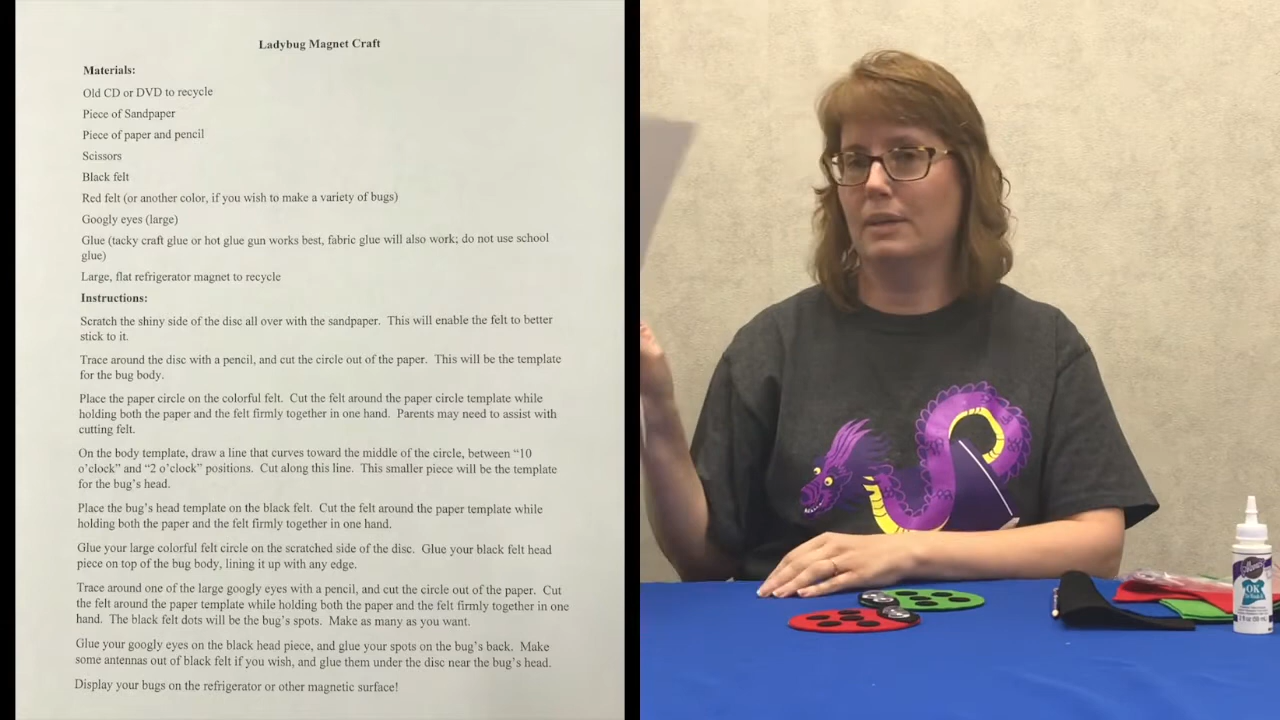 Ladybug Magnet Craft
Materials:
Old CD or DVD to recycle
Piece of Sandpaper
Piece of paper and pencil
Scissors
Black felt
Red felt (or another color, if you wish to make a variety of bugs)
Googly eyes (large)
Glue (tacky craft glue or hot glue gun works best, fabric glue will also work; do not use school
glue)
Large, flat refrigerator magnet to recycle
Instructions:
Scratch the shiny side of the disc all over with the sandpaper.  This will enable the felt to better
stick to it.
Trace around the disc with a pencil, and cut the circle out of the paper.  This will be the template
for the bug body.
Place the paper circle on the colorful felt.  Cut the felt around the paper circle template while
holding both the paper and the felt firmly together in one hand.  Parents may need to assist with
cutting felt.
On the body template, draw a line that curves toward the middle of the circle, between "10
o'clock" and "2 o'clock" positions.  Cut along this line.  This smaller piece will be the template
for the bug's head.
Place the bug's head template on the black felt.  Cut the felt around the paper template while
holding both the paper and the felt firmly together in one hand.
Glue your large colorful felt circle on the scratched side of the disc.  Glue your black felt head
piece on top of the bug body, lining it up with any edge.
Trace around one of the large googly eyes with a pencil, and cut the circle out of the paper.  Cut
the felt around the paper template while holding both the paper and the felt firmly together in one
hand.  The black felt dots will be the bug's spots.  Make as many as you want.
Glue your googly eyes on the black head piece, and glue your spots on the bug's back.  Make
some antennas out of black felt if you wish, and glue them under the disc near the bug's head.
Display your bugs on the refrigerator or other magnetic surface!
Aleene's
OK